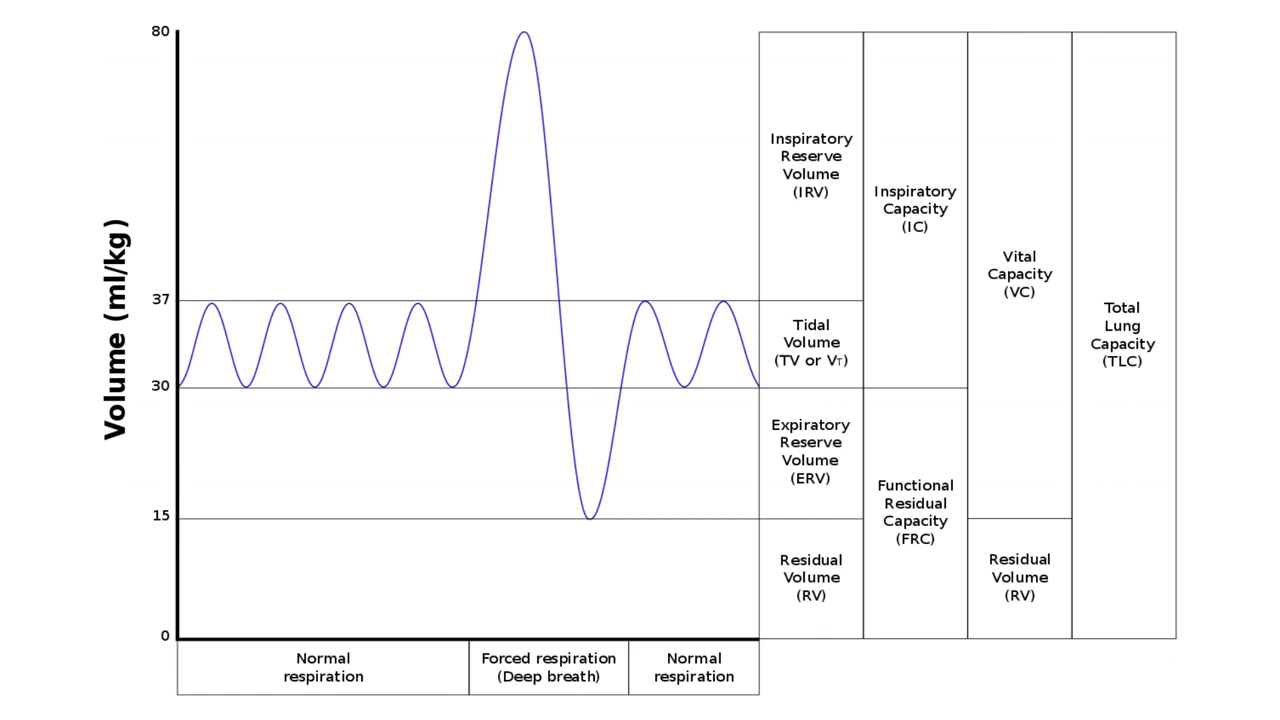 80
37
30
15
0
Volume (ml/kg)
Normal
respiration
Forced respiration
(Deep breath)
Normal
respiration
Inspiratory
Reserve
Volume
(IRV)
Tidal
Volume
(TV or VT)
Expiratory
Reserve
Volume
(ERV)
Residual
Volume
(RV)
Inspiratory
Capacity
(IC)
Functional
Residual
Capacity
(FRC)
Vital
Capacity
(VC)
Residual
Volume
(RV)
Total
Lung
Capacity
(TLC)